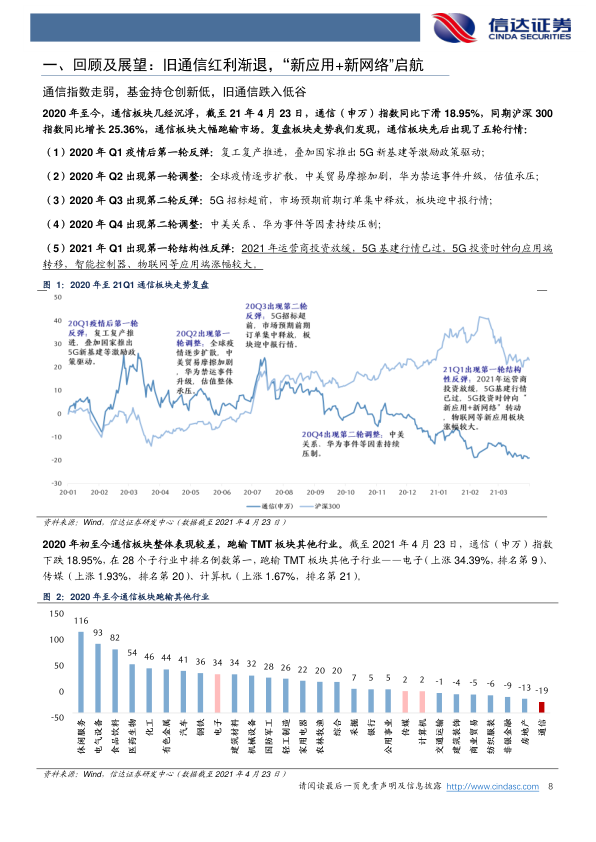 信达证券
CINDA SECURITIES
一、回顾及展望：旧通信红利渐退，“新应用+新网络”启航
通信指数走弱，基金持仓创新低，旧通信跌入低谷
2020 年至今，通信板块几经沉浮，截至 21 年 4 月 23 日，通信（申万）指数同比下滑 18.95%，同期沪深 300
指数同比增长 25.36%，通信板块大幅跑输市场。复盘板块走势我们发现，通信板块先后出现了五轮行情：
（1）2020 年 Q1 疫情后第一轮反弹：复工复产推进，叠加国家推出 5G 新基建等激励政策驱动；
（2）2020 年 Q2 出现第一轮调整：全球疫情逐步扩散，中美贸易摩擦加剧，华为禁运事件升级，估值承压；
（3）2020 年 Q3 出现第二轮反弹：5G 招标超前，市场预期前期订单集中释放，板块迎中报行情；
（4）2020 年 Q4 出现第二轮调整：中美关系、华为事件等因素持续压制；
（5）2021 年 Q1 出现第一轮结构性反弹：2021 年运营商投资放缓，5G 基建行情已过，5G 投资时钟向应用端
转移，智能控制器、物联网等应用端涨幅较大。
图 1：2020 年至 21Q1 通信板块走势复盘
50
40
30
20
10
0
-10
-20
-30
20Q1疫情后第一轮
反弹：复工复产推
进，叠加国家推出
5G新基建等激励政
策驱动。
20Q2出现第一
轮调整：全球疫
情逐步扩散，中
美贸易摩擦加剧
，华为禁运事件
升级，估值整体
承压。
20Q3出现第二轮
反弹：5G招标超
前，市场预期前期
订单集中释放，板
块迎中报行情。
20Q4出现第二轮调整：中美
关系、华为事件等因素持续
压制。
21Q1出现第一轮结构
性反弹：2021年运营商
投资放缓，5G基建行情
已过，5G投资时钟向“
新应用+新网络”转动
，物联网等新应用板块
涨幅较大。
20-01 20-02 20-03 20-04 20-05 20-06 20-07 20-08 20-09 20-10 20-11 20-12 21-01 21-02 21-03
通信(申万) 沪深300
资料来源：Wind，信达证券研发中心（数据截至 2021 年 4 月 23 日）
2020 年初至今通信板块整体表现较差，跑输 TMT 板块其他行业。截至 2021 年 4 月 23 日，通信（申万）指数
下跌 18.95%，在 28 个子行业中排名倒数第一，跑输 TMT 板块其他子行业——电子（上涨 34.39%，排名第 9）、
传媒（上涨 1.93%，排名第 20）、计算机（上涨 1.67%，排名第 21）。
图 2：2020 年至今通信板块跑输其他行业
150
100
50
0
-50
116 93 82 54 46 44 41 36 34 34 32 28 26 22 20 20 7 5 5 2 2 -1 -4 -5 -6 -9 -13 -19
休闲服务 电气设备 食品饮料 医药生物 化工 有色金属 汽车 钢铁 电子 建筑材料 机械设备 国防军工 轻工制造 家用电器 农林牧渔 综合 采掘 银行 公用事业 传媒 计算机 交通运输 建筑装饰 商业贸易 纺织服装 非银金融 房地产 通信
资料来源：Wind，信达证券研发中心（数据截至 2021 年 4 月 23 日）
请阅读最后一页免责声明及信息披露 http://www.cindasc.com 8